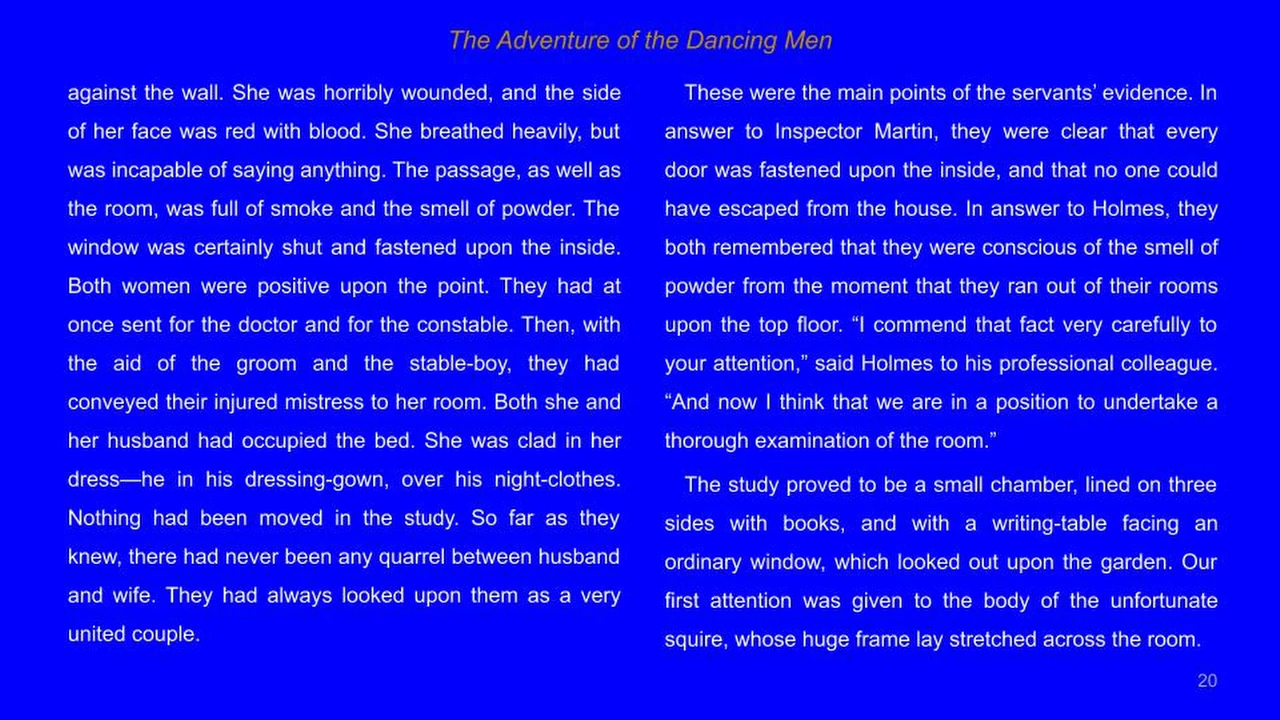 The Adventure of the Dancing Men
against the wall. She was horribly wounded, and the side
of her face was red with blood. She breathed heavily, but
was incapable of saying anything. The passage, as well as
the room, was full of smoke and the smell of powder. The
window was certainly shut and fastened upon the inside.
Both women were positive upon the point. They had at
once sent for the doctor and for the constable. Then, with
the aid of the groom and the stable-boy, they had
conveyed their injured mistress to her room. Both she and
her husband had occupied the bed. She was clad in her
dress—he in his dressing-gown, over his night-clothes.
Nothing had been moved in the study. So far as they
knew, there had never been any quarrel between husband
and wife. They had always looked upon them as a very
united couple.
These were the main points of the servants’ evidence. In
answer to Inspector Martin, they were clear that every
door was fastened upon the inside, and that no one could
have escaped from the house. In answer to Holmes, they
both remembered that they were conscious of the smell of
powder from the moment that they ran out of their rooms
upon the top floor. “I commend that fact very carefully to
your attention,” said Holmes to his professional colleague.
“And now I think that we are in a position to undertake a
thorough examination of the room.”
The study proved to be a small chamber, lined on three
sides with books, and with a writing-table facing an
ordinary window, which looked out upon the garden. Our
first attention was given to the body of the unfortunate
squire, whose huge frame lay stretched across the room.
20